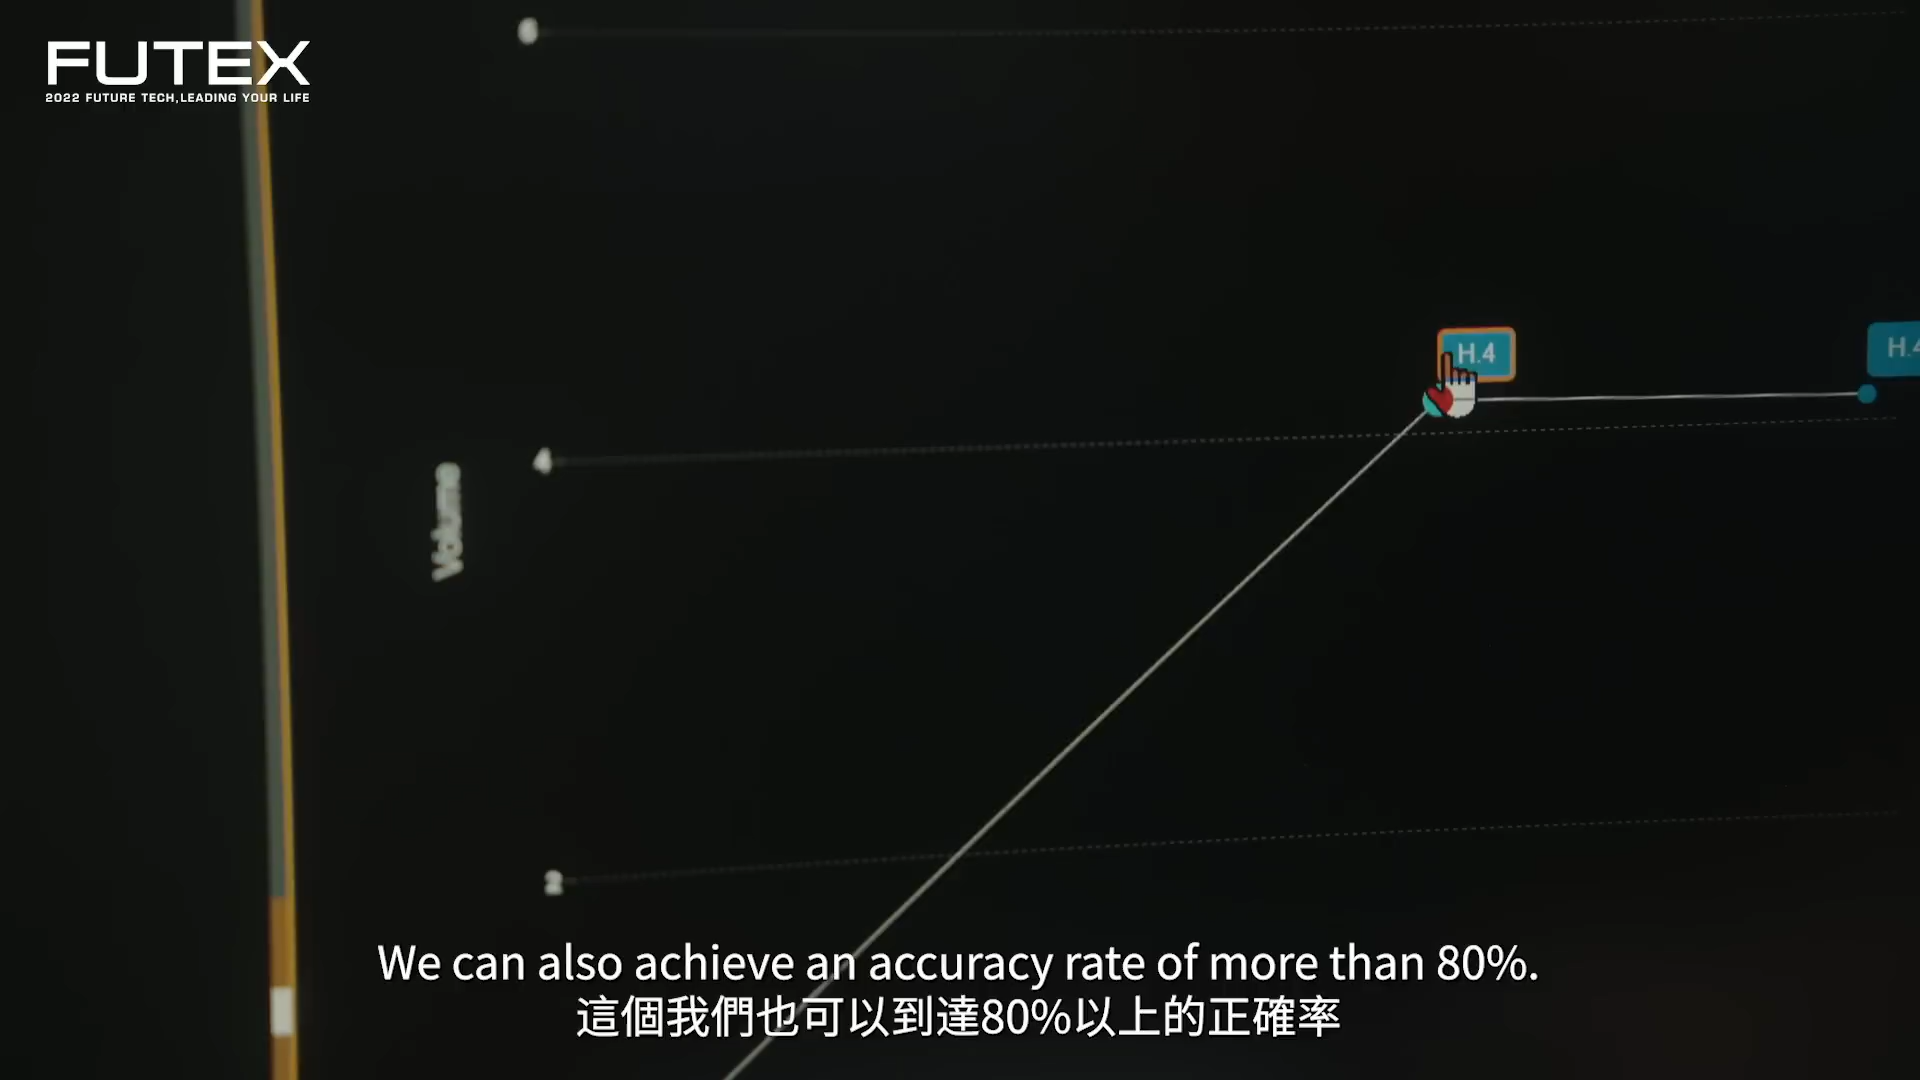 FUTEX
2022 FUTURE TECH,LEADING YOUR LIFE
H.4
Volume
4
2
We can also achieve an accuracy rate of more than 80%.
這個我們也可以到達80%以上的正確率